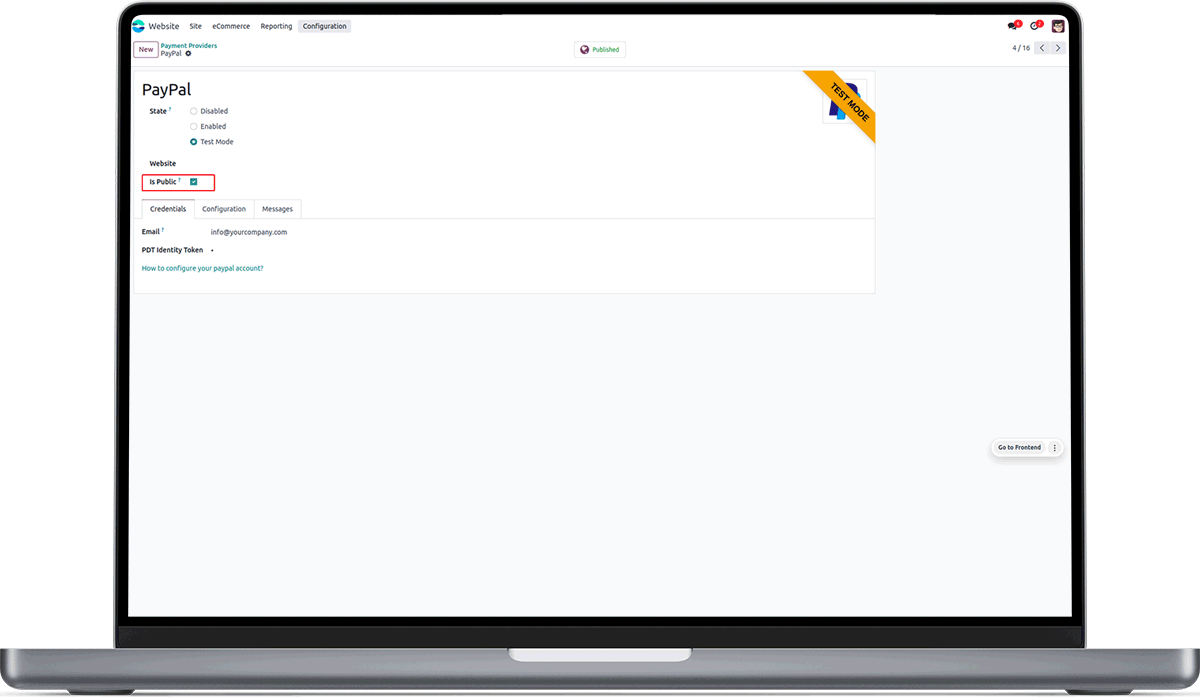 Website Site eCommerce Reporting Configuration
New Payment Providers
PayPal
Published
4 / 16
PayPal
TEST MODE
State ?
Disabled
Enabled
Test Mode
Website
Is Public ?
Credentials Configuration Messages
Email ? info@yourcompany.com
PDT Identity Token
How to configure your paypal account?
Go to Frontend